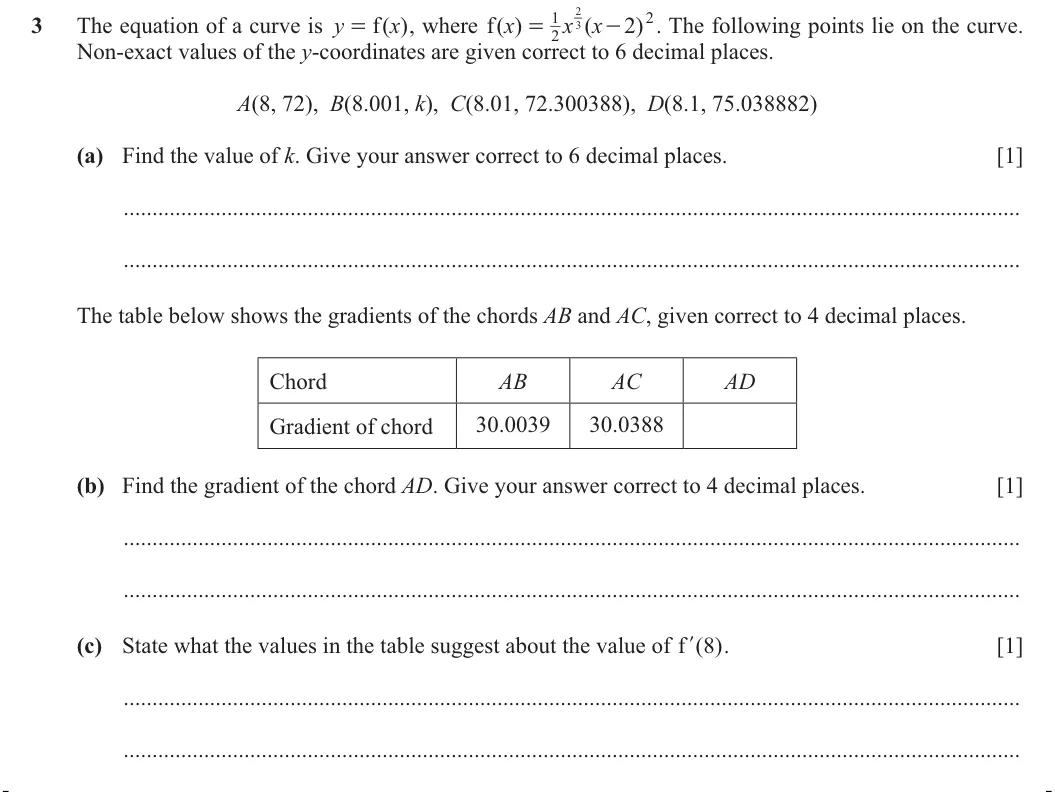 3 The equation of a curve is y = f(x), where f(x) = ½x^(2/3)(x − 2)². The following points lie on the curve.
Non-exact values of the y-coordinates are given correct to 6 decimal places.
A(8, 72), B(8.001, k), C(8.01, 72.300388), D(8.1, 75.038882)
(a) Find the value of k. Give your answer correct to 6 decimal places. [1]
The table below shows the gradients of the chords AB and AC, given correct to 4 decimal places.
Chord AB AC AD
Gradient of chord 30.0039 30.0388
(b) Find the gradient of the chord AD. Give your answer correct to 4 decimal places. [1]
(c) State what the values in the table suggest about the value of f′(8). [1]